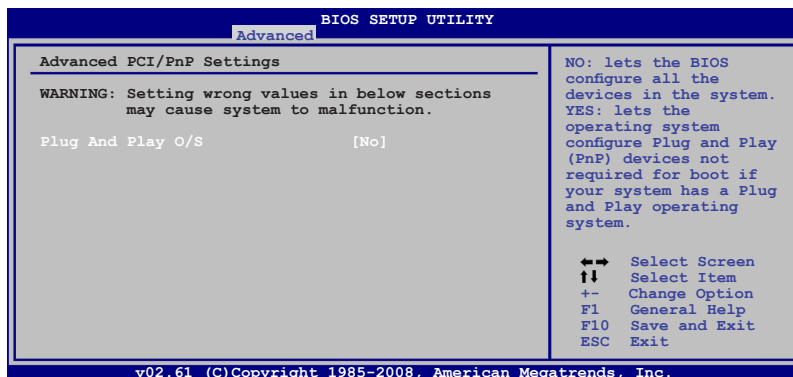 BIOS SETUP UTILITY
Advanced
Advanced PCI/PnP Settings
WARNING: Setting wrong values in below sections
may cause system to malfunction.
Plug And Play O/S [No]
NO: lets the BIOS
configure all the
devices in the system.
YES: lets the
operating system
configure Plug and Play
(PnP) devices not
required for boot if
your system has a Plug
and Play operating
system.
←→ Select Screen
↑↓ Select Item
+- Change Option
F1 General Help
F10 Save and Exit
ESC Exit
v02.61 (C)Copyright 1985-2008, American Megatrends, Inc.